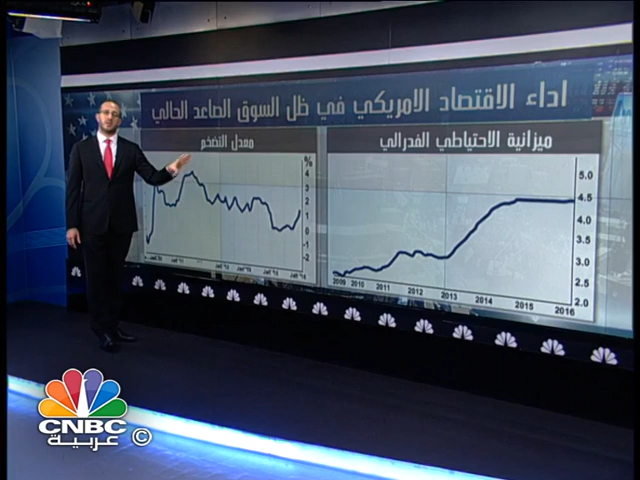 اداء الاقتصاد الامريكي في ظل السوق الصاعد الحالي
ميزانية الاحتياطي الفدرالي
معدل التضخم
5.0
4.5
4.0
3.5
3.0
2.5
2.0
2009 2010 2011 2012 2013 2014 2015 2016
%
4
3
2
1
0
-1
-2
CNBC
عربية ©